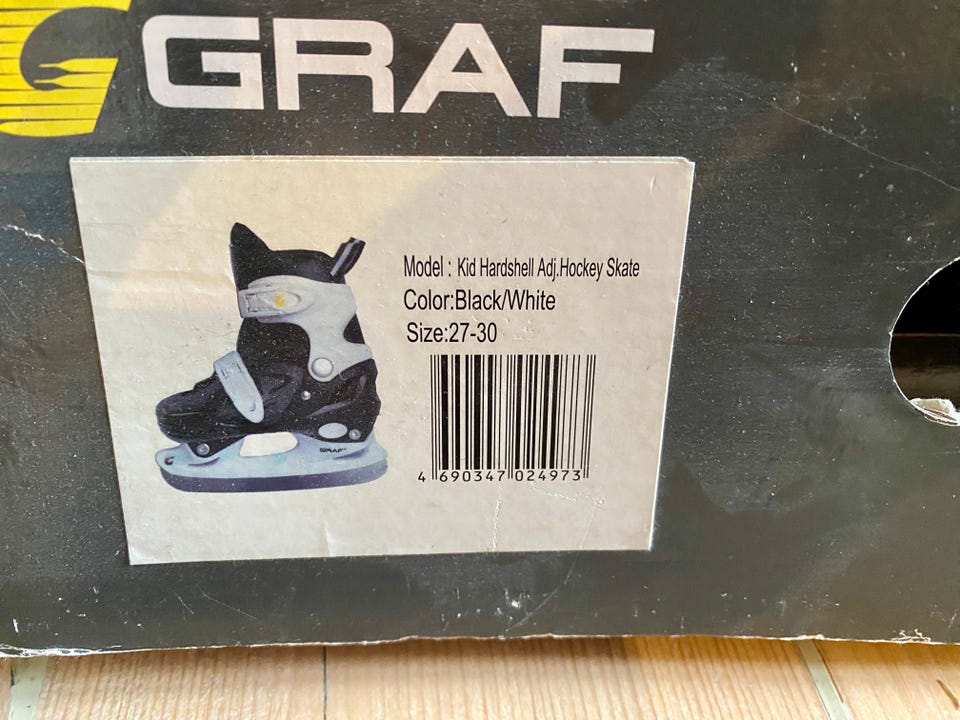 GRAF
Model : Kid Hardshell Adj.Hockey Skate
Color:Black/White
Size:27-30
GRAF
4 690347 024973